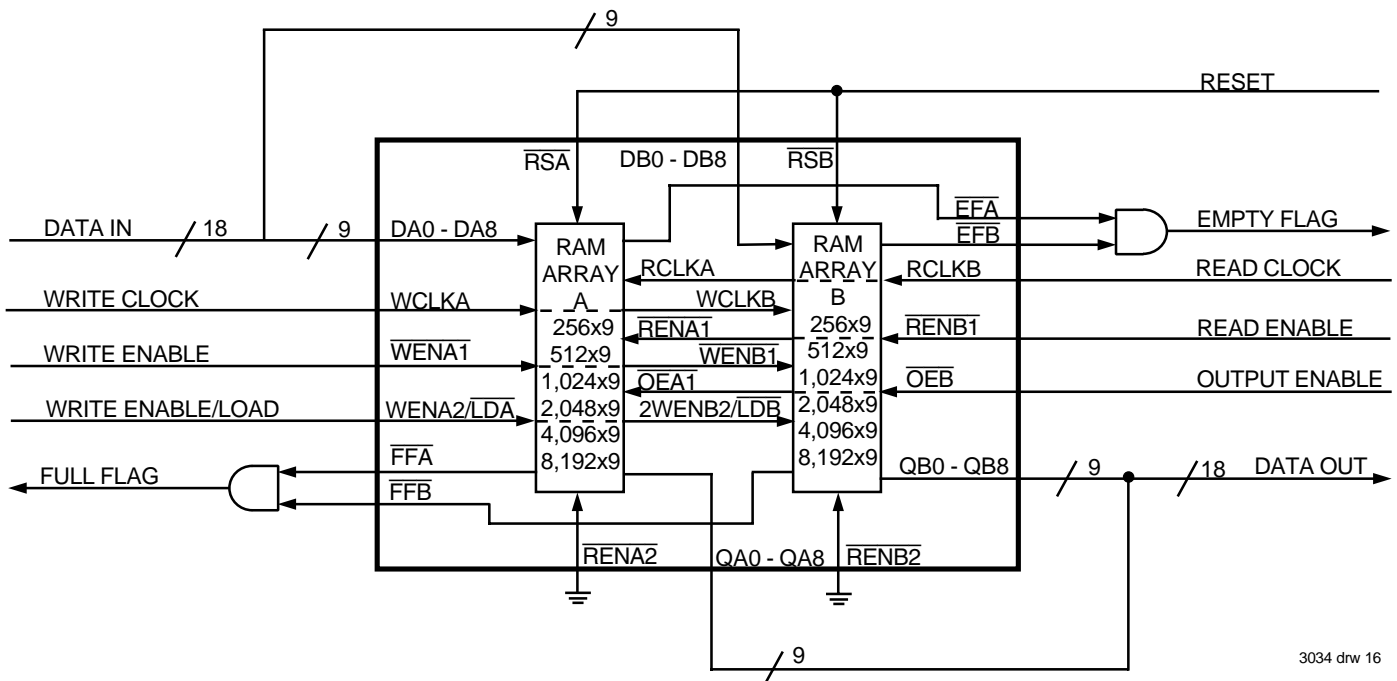 9
RESET
RSA
DB0 - DB8
RSB
DATA IN
18
9
DA0 - DA8
RAM
ARRAY
A
256x9
512x9
1,024x9
2,048x9
4,096x9
8,192x9
RAM
ARRAY
B
256x9
512x9
1,024x9
2,048x9
4,096x9
8,192x9
EFA
EFB
EMPTY FLAG
RCLKA
RCLKB
READ CLOCK
WRITE CLOCK
WCLKA
WCLKB
RENA1
RENB1
READ ENABLE
WRITE ENABLE
WENA1
WENB1
OEA1
OEB
OUTPUT ENABLE
WRITE ENABLE/LOAD
WENA2/LDA
2WENB2/LDB
FFA
FULL FLAG
FFB
QB0 - QB8
9
18
DATA OUT
RENA2
QA0 - QA8
RENB2
9
3034 drw 16